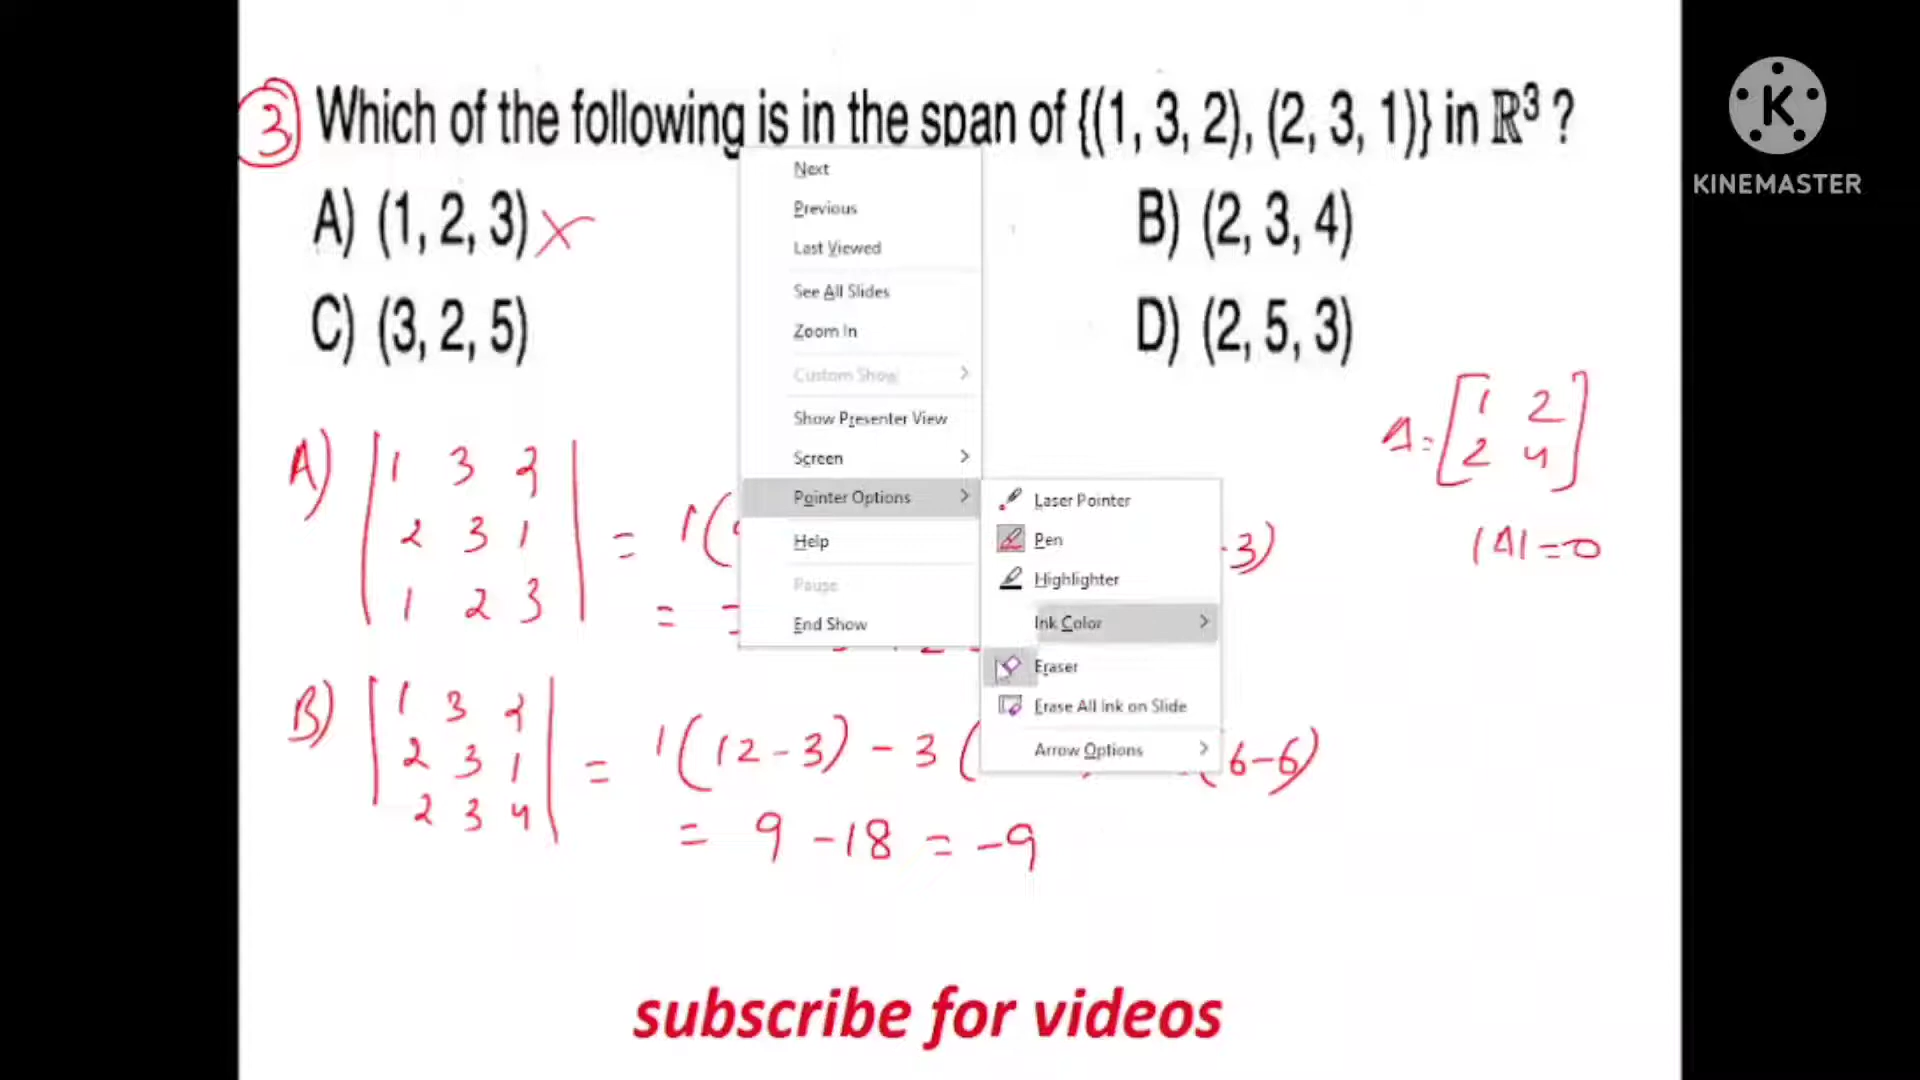 3 Which of the following is in the span of {(1, 3, 2), (2, 3, 1)} in ℝ³ ?
A) (1, 2, 3) X
B) (2, 3, 4)
C) (3, 2, 5)
D) (2, 5, 3)
KINEMASTER
Next
Previous
Last Viewed
See All Slides
Zoom In
Custom Show
Show Presenter View
Screen
Pointer Options
Help
Pause
End Show
Laser Pointer
Pen
Highlighter
Ink Color
Eraser
Erase All Ink on Slide
Arrow Options
A = [1 2
2 4]
|A| = 0
A) |1 3 2
2 3 1 = 1(
1 2 3| =
-3)
B) |1 3 2
2 3 1 = 1(12-3) - 3(
2 3 4|
(6-6)
= 9 - 18 = -9
subscribe for videos